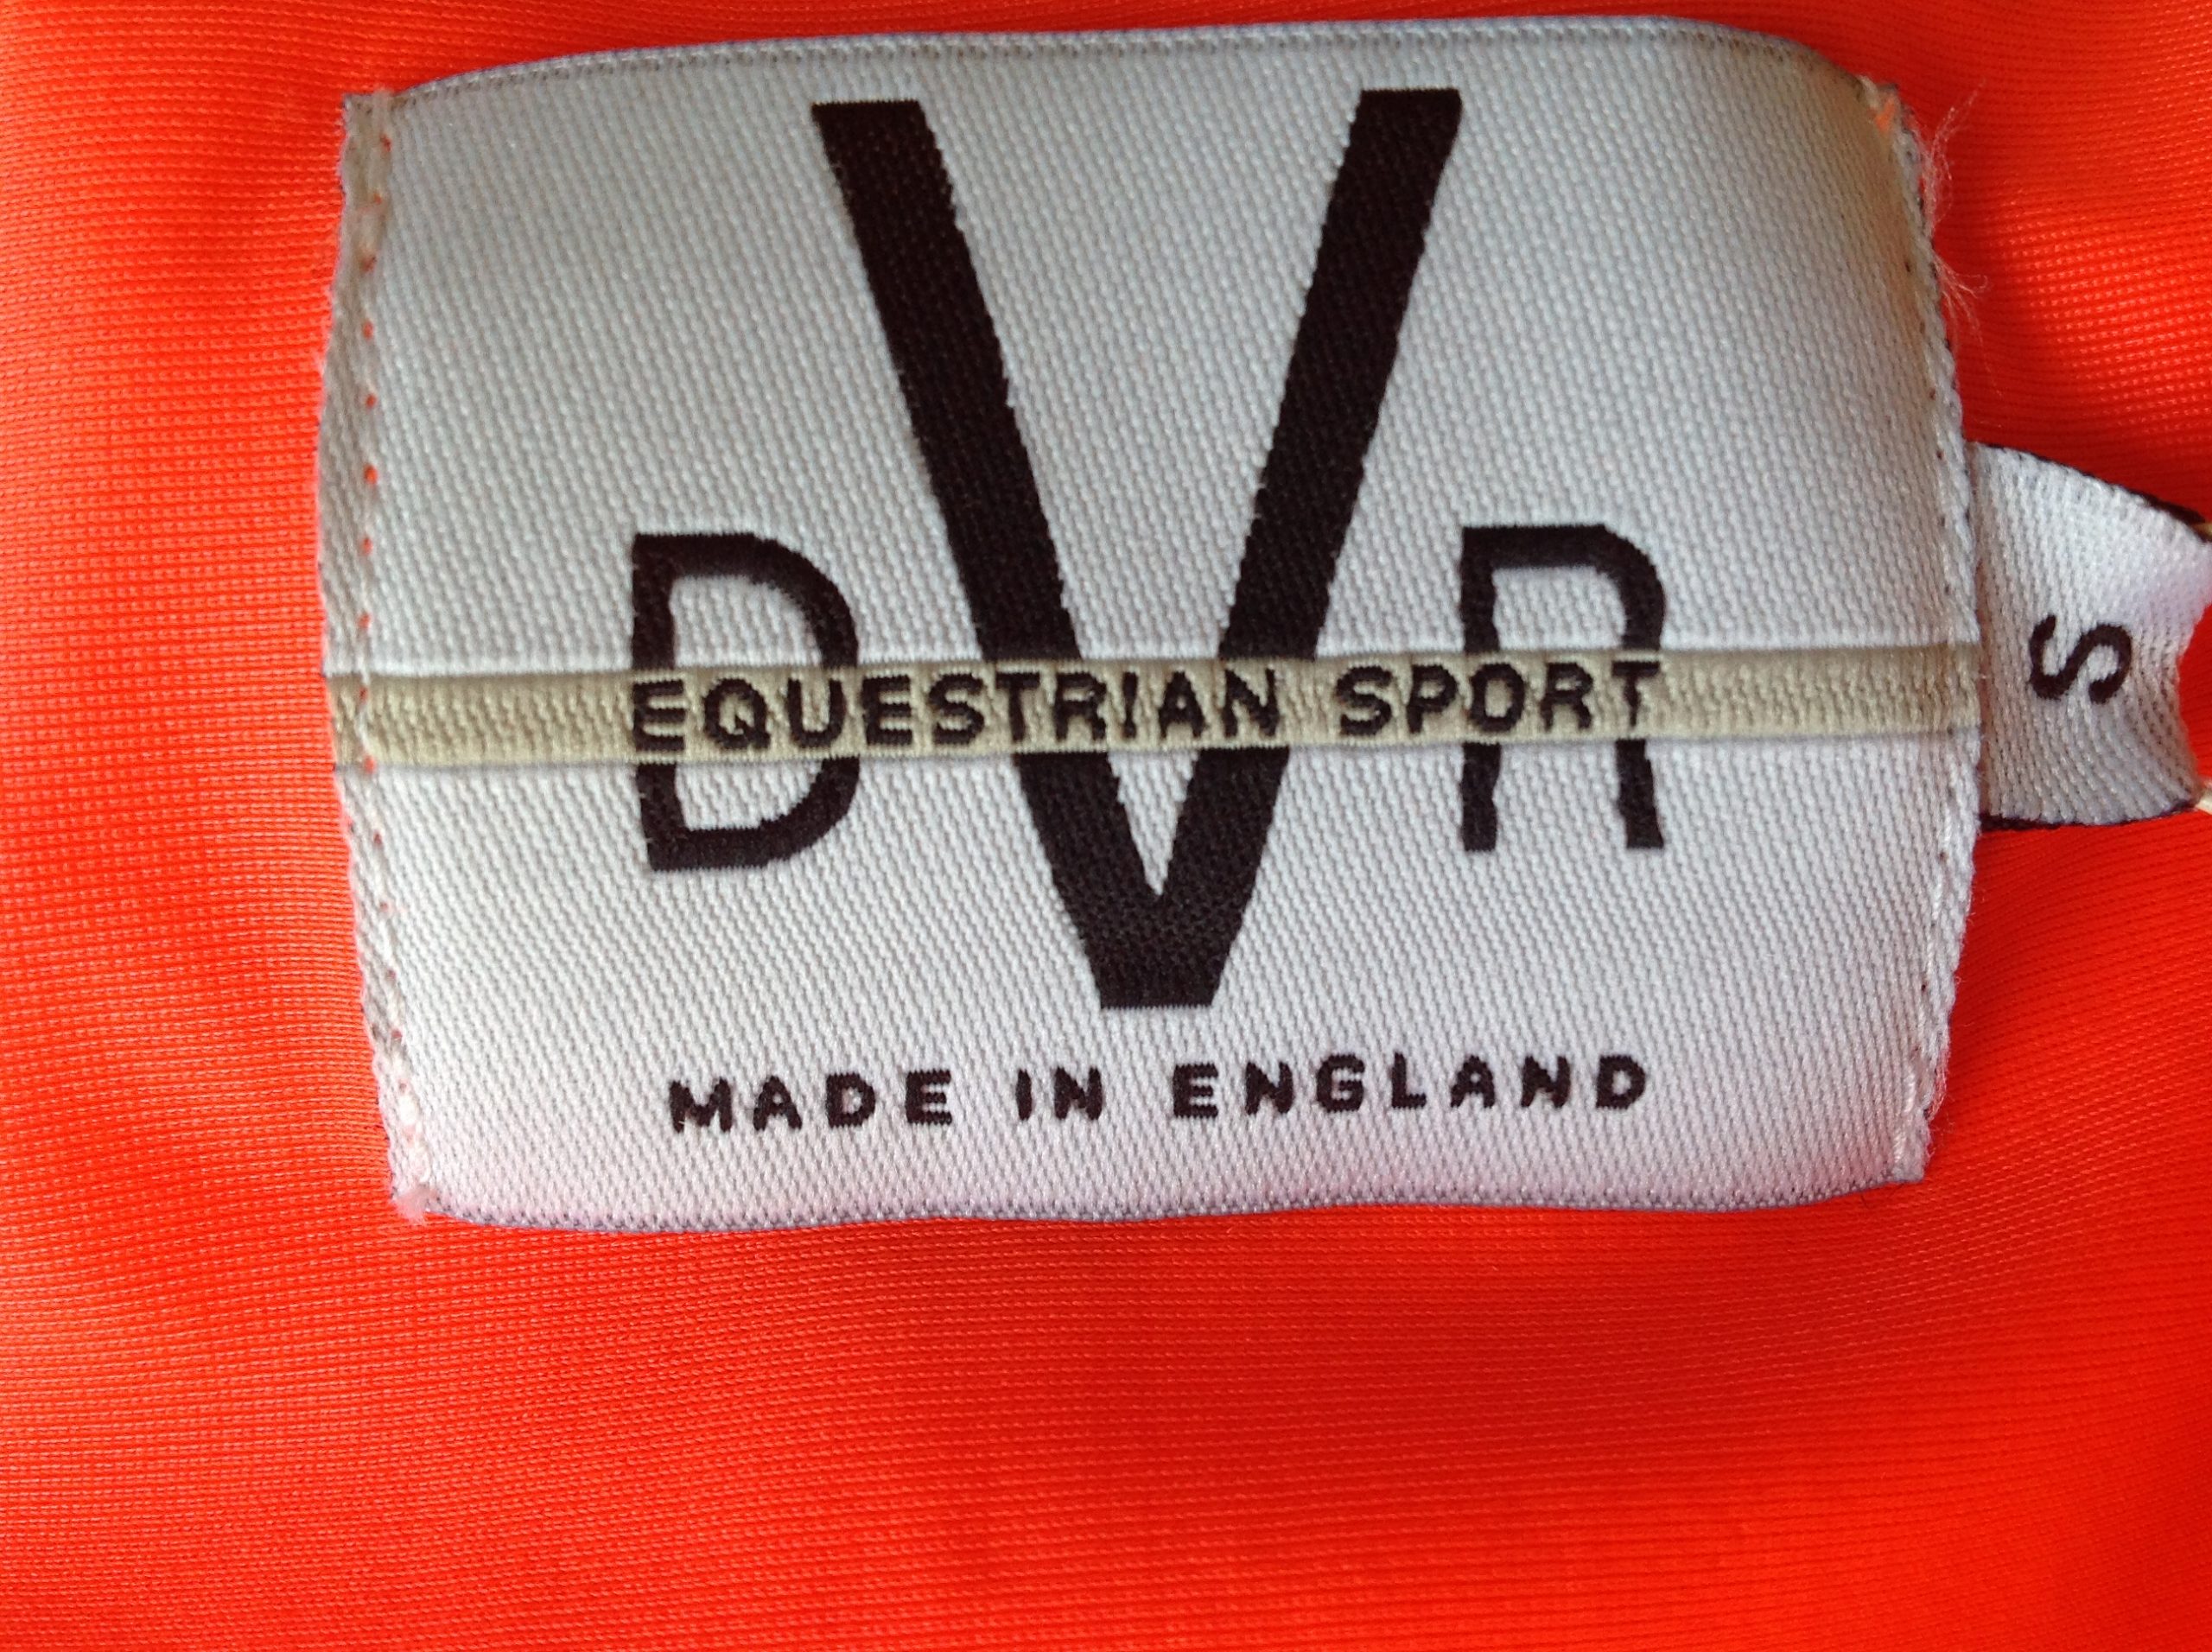 DVR
EQUESTRIAN SPORT
MADE IN ENGLAND
S